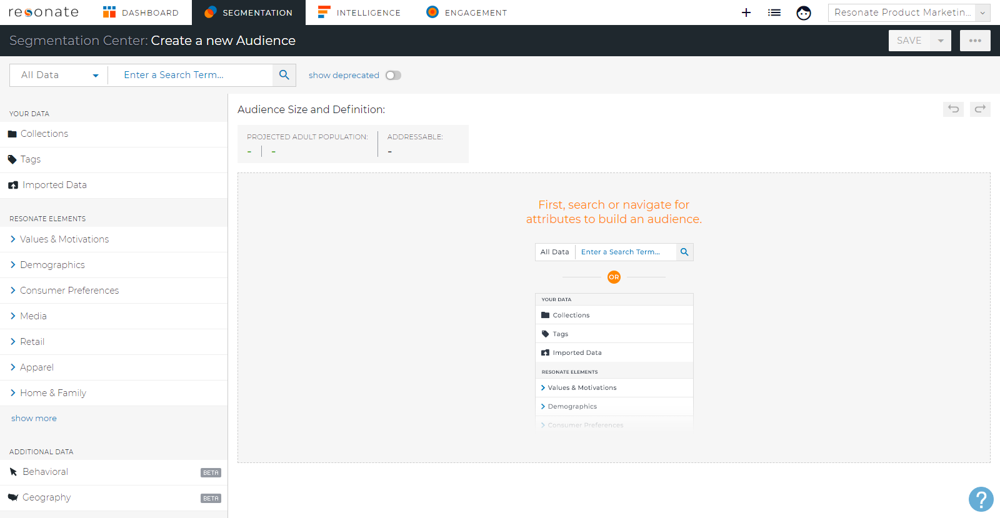 resonate
DASHBOARD
SEGMENTATION
INTELLIGENCE
ENGAGEMENT
Resonate Product Marketin...
Segmentation Center: Create a new Audience
SAVE
All Data
Enter a Search Term...
show deprecated
YOUR DATA
Collections
Tags
Imported Data
RESONATE ELEMENTS
Values & Motivations
Demographics
Consumer Preferences
Media
Retail
Apparel
Home & Family
show more
ADDITIONAL DATA
Behavioral BETA
Geography BETA
Audience Size and Definition:
PROJECTED ADULT POPULATION:
- | -
ADDRESSABLE:
-
First, search or navigate for
attributes to build an audience.
All Data
Enter a Search Term...
OR
YOUR DATA
Collections
Tags
Imported Data
RESONATE ELEMENTS
Values & Motivations
Demographics
Consumer Preferences
?